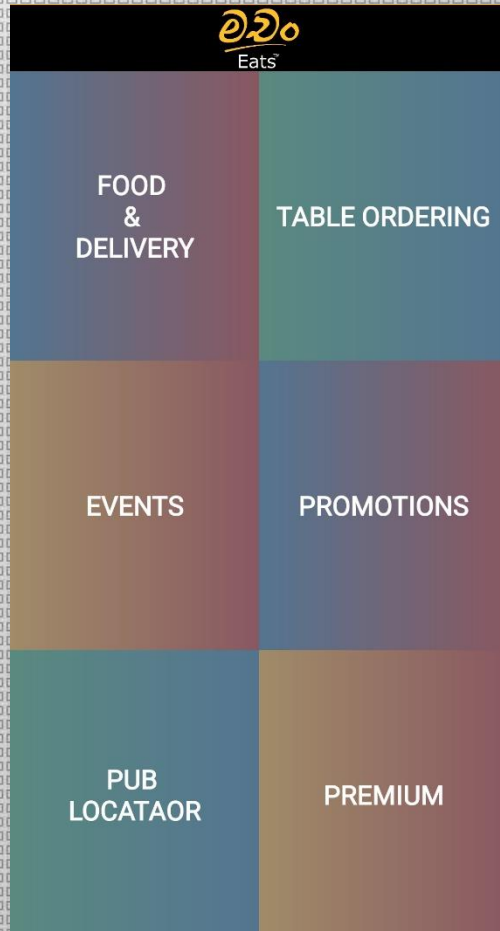 මචං
Eats™
FOOD
&
DELIVERY
TABLE ORDERING
EVENTS
PROMOTIONS
PUB
LOCATAOR
PREMIUM